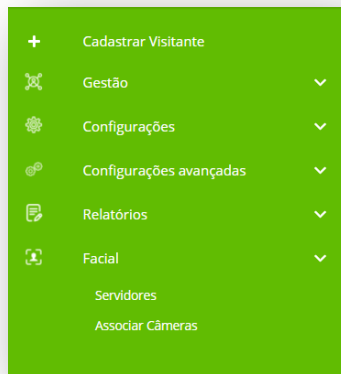 Cadastrar Visitante
Gestão
Configurações
Configurações avançadas
Relatórios
Facial
Servidores
Associar Câmeras